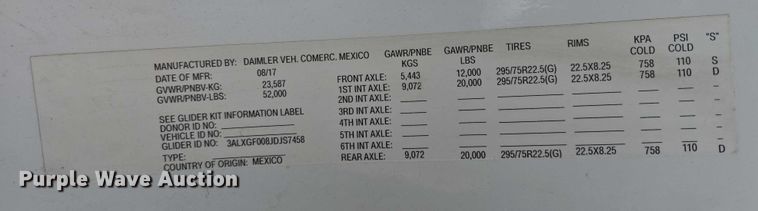 MANUFACTURED BY: DAIMLER VEH. COMERC. MEXICO GAWR/PNBE GAWR/PNBE TIRES RIMS KPA PSI "S"
DATE OF MFR: 08/17 KGS LBS COLD COLD
GVWR/PNBV-KG: 23,587 FRONT AXLE: 5,443 12,000 295/75R22.5(G) 22.5X8.25 758 110 S
GVWR/PNBV-LBS: 52,000 1ST INT AXLE: 9,072 20,000 295/75R22.5(G) 22.5X8.25 758 110 D
2ND INT AXLE:
SEE GLIDER KIT INFORMATION LABEL 3RD INT AXLE:
DONOR ID NO: 4TH INT AXLE:
VEHICLE ID NO: 5TH INT AXLE:
GLIDER ID NO: 3ALXGF008JDJS7458 6TH INT AXLE:
TYPE: REAR AXLE: 9,072 20,000 295/75R22.5(G) 22.5X8.25 758 110 D
COUNTRY OF ORIGIN: MEXICO
Purple Wave Auction